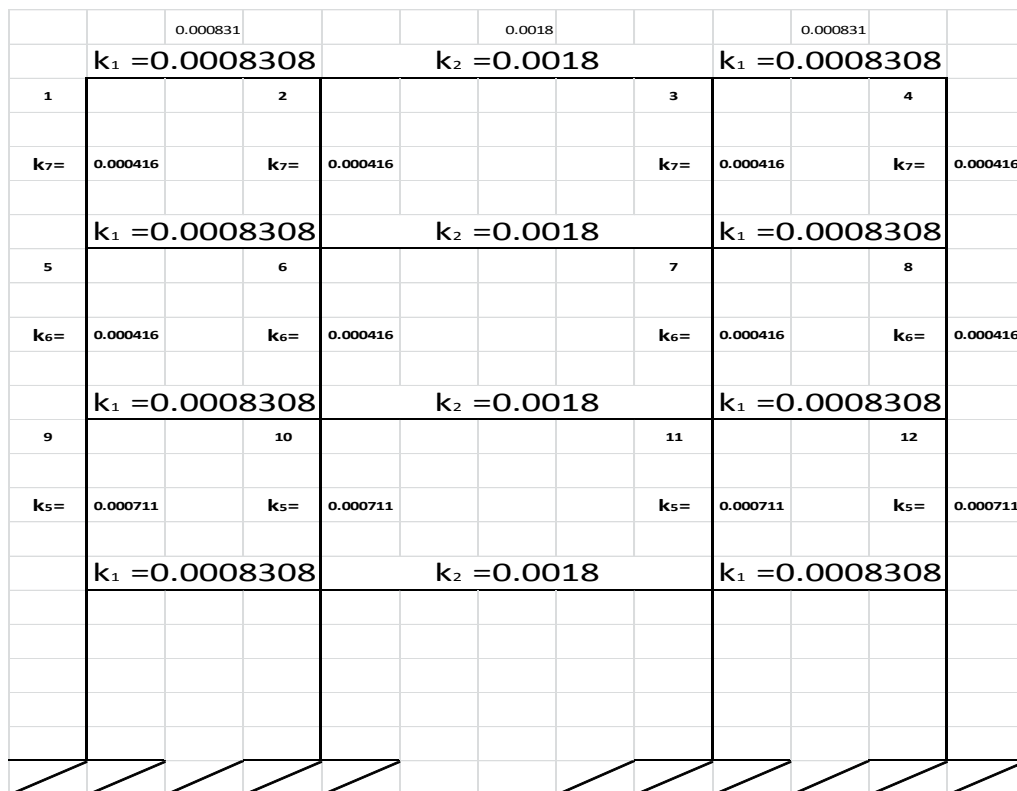 0.000831 0.0018 0.000831
k₁ =0.0008308 k₂ =0.0018 k₁ =0.0008308
1 2 3 4
k₇= 0.000416 k₇= 0.000416 k₇= 0.000416 k₇= 0.000416
k₁ =0.0008308 k₂ =0.0018 k₁ =0.0008308
5 6 7 8
k₆= 0.000416 k₆= 0.000416 k₆= 0.000416 k₆= 0.000416
k₁ =0.0008308 k₂ =0.0018 k₁ =0.0008308
9 10 11 12
k₅= 0.000711 k₅= 0.000711 k₅= 0.000711 k₅= 0.000711
k₁ =0.0008308 k₂ =0.0018 k₁ =0.0008308